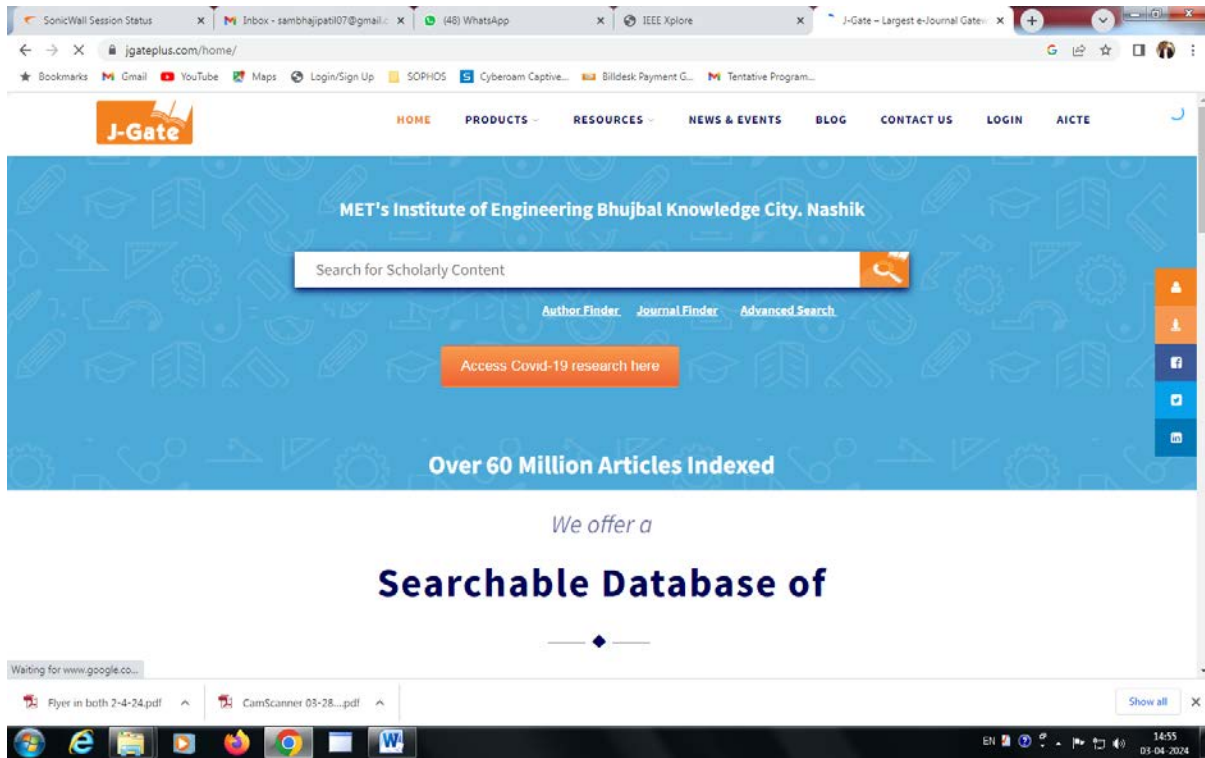 SonicWall Session Status
Inbox - sambhajipatil07@gmail.c
(48) WhatsApp
IEEE Xplore
J-Gate – Largest e-Journal Gatew
jgateplus.com/home/
Bookmarks Gmail YouTube Maps Login/Sign Up SOPHOS Cyberoam Captive... Billdesk Payment G... Tentative Program...
J-Gate
HOME PRODUCTS RESOURCES NEWS & EVENTS BLOG CONTACT US LOGIN AICTE
MET's Institute of Engineering Bhujbal Knowledge City. Nashik
Search for Scholarly Content
Author Finder Journal Finder Advanced Search
Access Covid-19 research here
Over 60 Million Articles Indexed
We offer a
Searchable Database of
Waiting for www.google.co...
Flyer in both 2-4-24.pdf CamScanner 03-28....pdf Show all
EN 14:55
03-04-2024